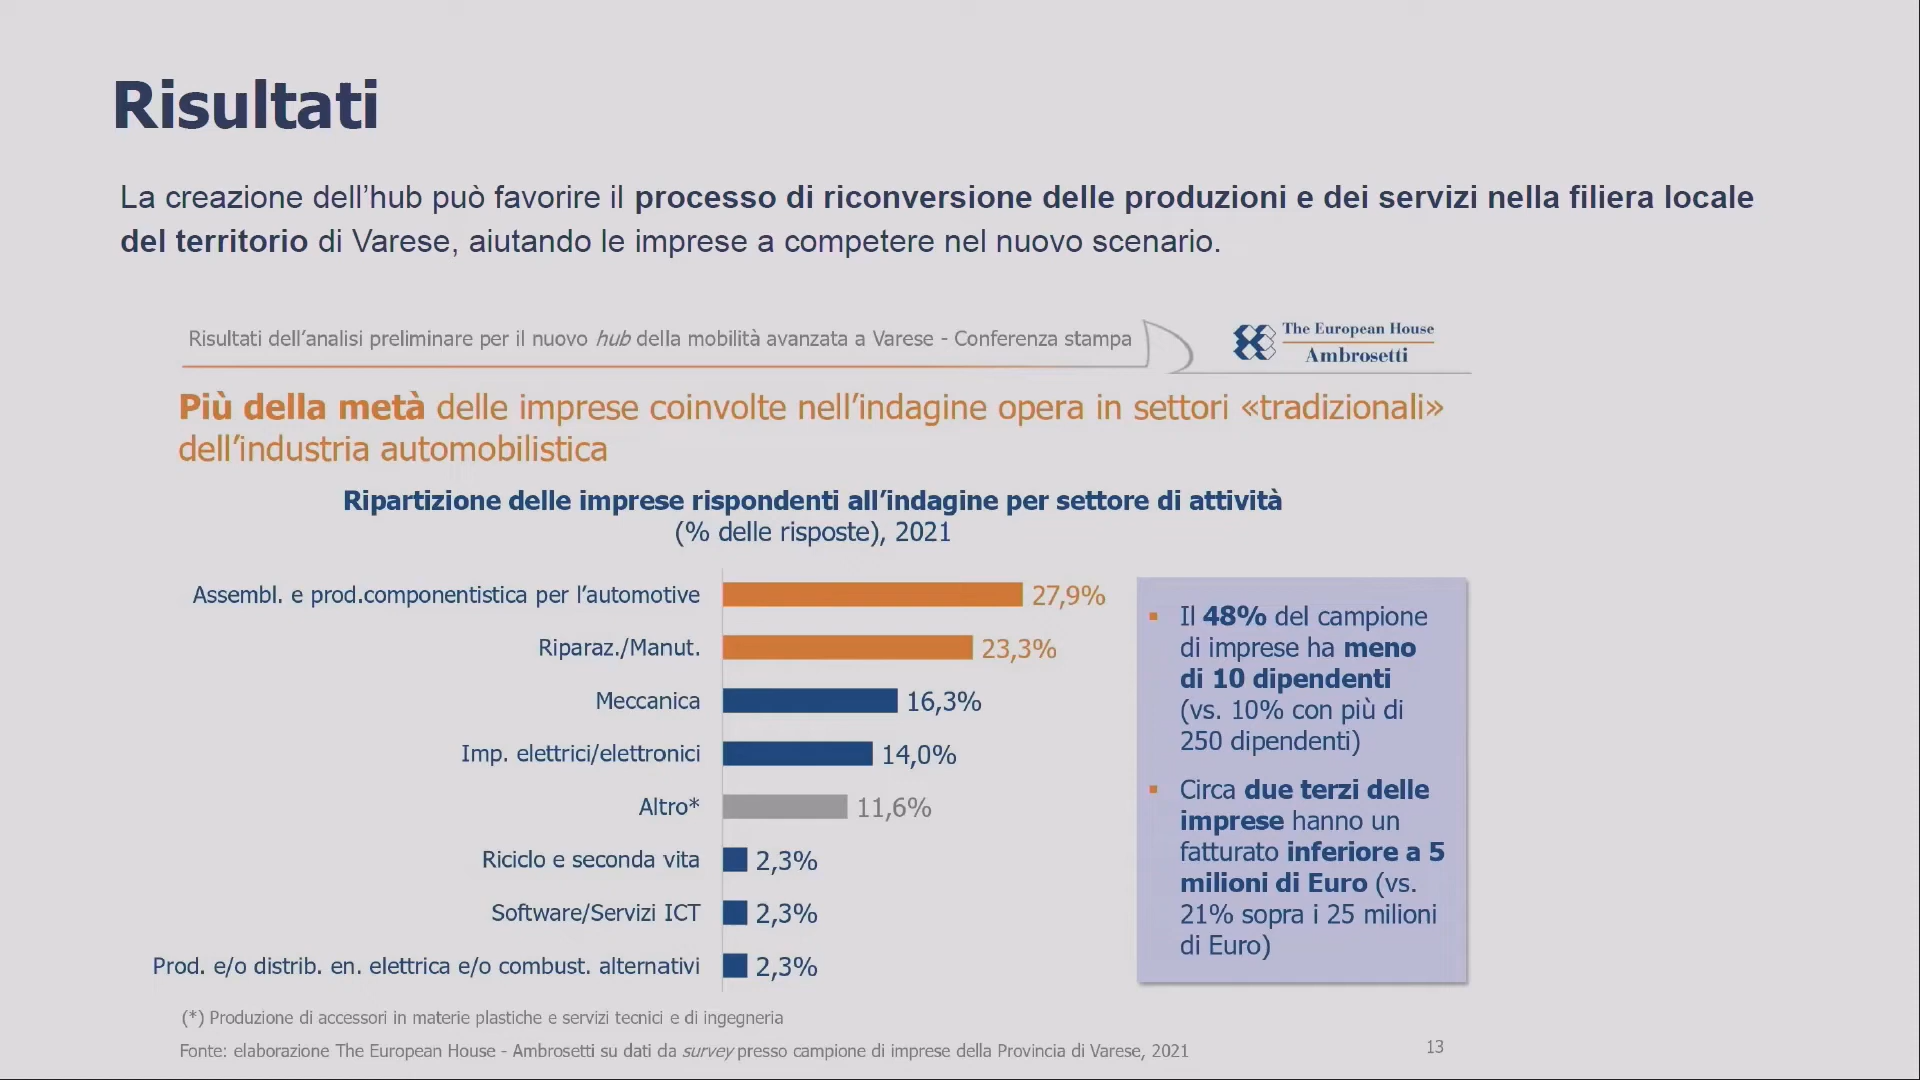 Risultati
La creazione dell’hub può favorire il processo di riconversione delle produzioni e dei servizi nella filiera locale
del territorio di Varese, aiutando le imprese a competere nel nuovo scenario.
Risultati dell’analisi preliminare per il nuovo hub della mobilità avanzata a Varese - Conferenza stampa
The European House
Ambrosetti
Più della metà delle imprese coinvolte nell’indagine opera in settori «tradizionali»
dell’industria automobilistica
Ripartizione delle imprese rispondenti all’indagine per settore di attività
(% delle risposte), 2021
Assembl. e prod.componentistica per l’automotive 27,9%
Riparaz./Manut. 23,3%
Meccanica 16,3%
Imp. elettrici/elettronici 14,0%
Altro* 11,6%
Riciclo e seconda vita 2,3%
Software/Servizi ICT 2,3%
Prod. e/o distrib. en. elettrica e/o combust. alternativi 2,3%
▪ Il 48% del campione
di imprese ha meno
di 10 dipendenti
(vs. 10% con più di
250 dipendenti)
▪ Circa due terzi delle
imprese hanno un
fatturato inferiore a 5
milioni di Euro (vs.
21% sopra i 25 milioni
di Euro)
(*) Produzione di accessori in materie plastiche e servizi tecnici e di ingegneria
Fonte: elaborazione The European House - Ambrosetti su dati da survey presso campione di imprese della Provincia di Varese, 2021
13